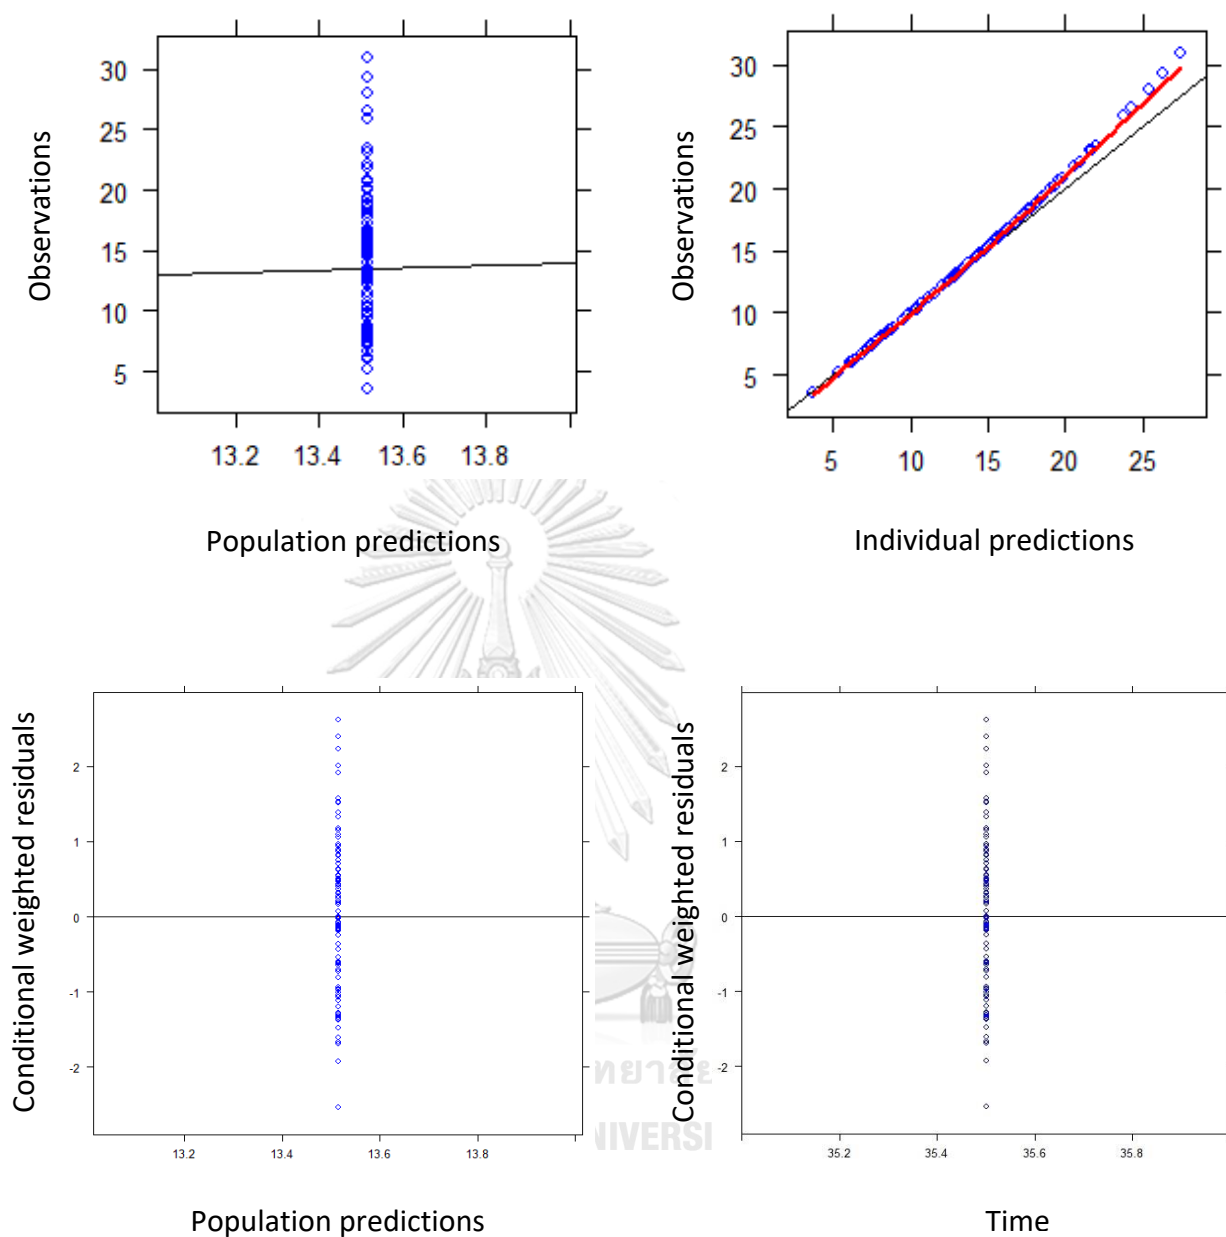 Observations
30
25
20
15
10
5
13.2 13.4 13.6 13.8
Population predictions
Observations
30
25
20
15
10
5
5 10 15 20 25
Individual predictions
Conditional weighted residuals
2
1
0
-1
-2
13.2 13.4 13.6 13.8
Population predictions
Conditional weighted residuals
2
1
0
-1
-2
35.2 35.4 35.6 35.8
Time
NIVERSI